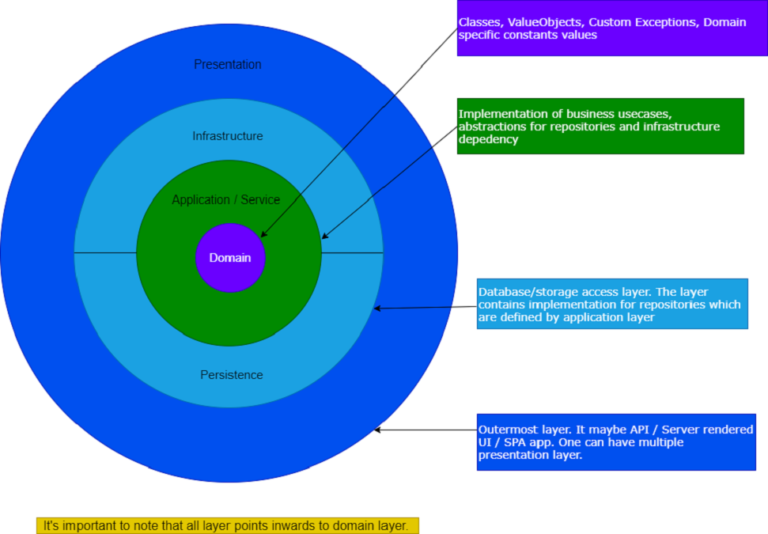 Classes, ValueObjects, Custom Exceptions, Domain
specific constants values
Presentation
Implementation of business usecases,
abstractions for repositories and infrastructure
depedency
Infrastructure
Application / Service
Domain
Database/storage access layer. The layer
contains implementation for repositories which
are defined by application layer
Persistence
Outermost layer. It maybe API / Server rendered
UI / SPA app. One can have multiple
presentation layer.
It's important to note that all layer points inwards to domain layer.